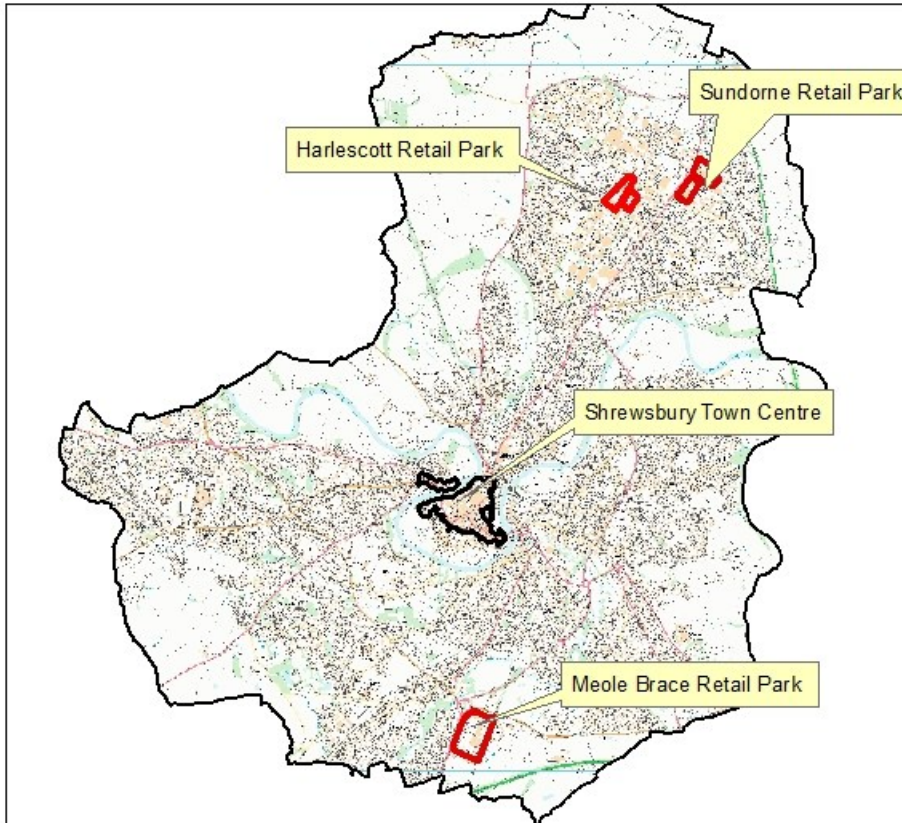 Sundorne Retail Park
Harlescott Retail Park
Shrewsbury Town Centre
Meole Brace Retail Park